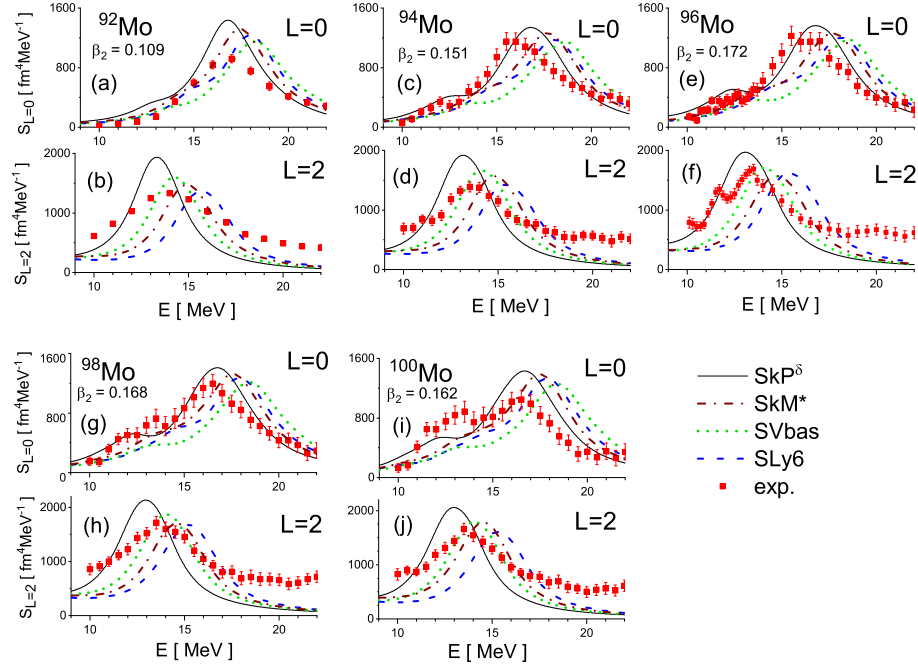 ⁹²Mo
L=0
β₂ = 0.109
(a)
S_{L=0} [ fm⁴MeV⁻¹ ]
1600
800
0
10 15 20
L=2
(b)
S_{L=2} [ fm⁴MeV⁻¹ ]
2000
1000
0
10 15 20
E [ MeV ]
⁹⁴Mo
L=0
β₂ = 0.151
(c)
1600
800
0
10 15 20
L=2
(d)
2000
1000
0
10 15 20
E [ MeV ]
⁹⁶Mo
L=0
β₂ = 0.172
(e)
1600
800
0
10 15 20
L=2
(f)
2000
1000
0
10 15 20
E [ MeV ]
⁹⁸Mo
L=0
β₂ = 0.168
(g)
S_{L=0} [ fm⁴MeV⁻¹ ]
1600
800
0
10 15 20
L=2
(h)
S_{L=2} [ fm⁴MeV⁻¹ ]
2000
1000
0
10 15 20
E [ MeV ]
¹⁰⁰Mo
L=0
β₂ = 0.162
(i)
1600
800
0
10 15 20
L=2
(j)
2000
1000
0
10 15 20
E [ MeV ]
SkP^δ
SkM*
SVbas
SLy6
exp.